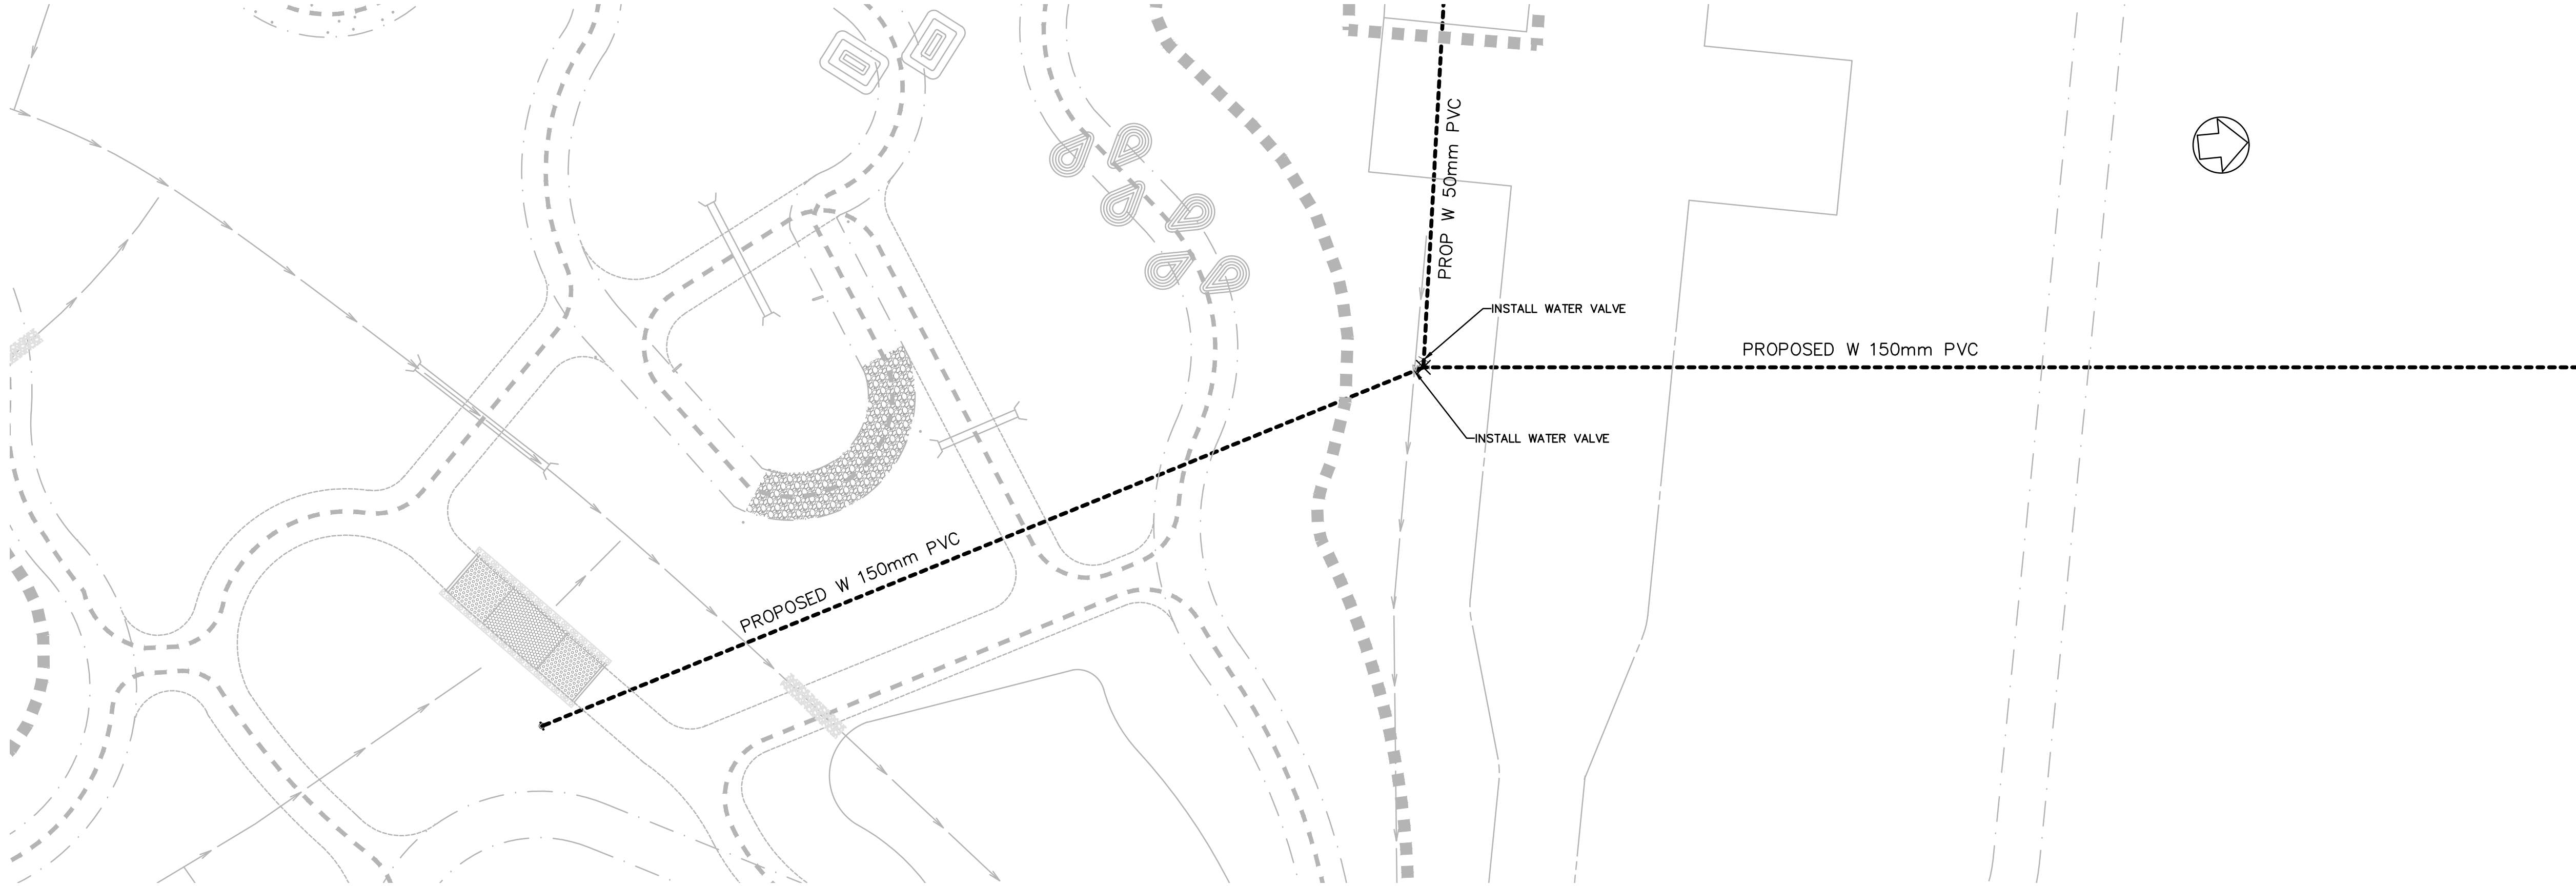 PROP W 50mm PVC
INSTALL WATER VALVE
PROPOSED W 150mm PVC
INSTALL WATER VALVE
PROPOSED W 150mm PVC